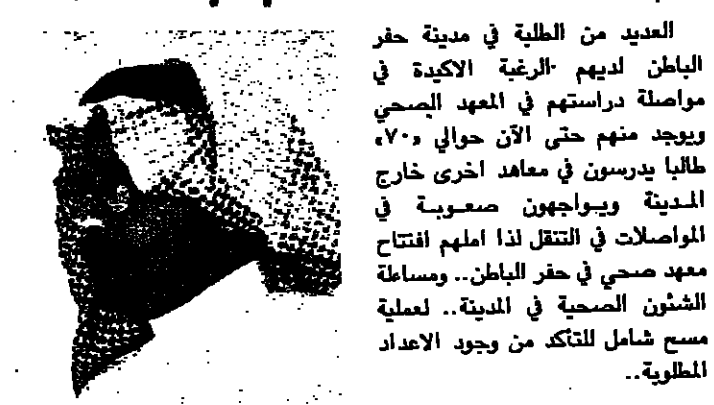 العديد من الطلبة في مدينة حفر
الباطن لديهم الرغبة الاكيدة في
مواصلة دراستهم في المعهد الصحي
ويوجد منهم حتى الآن حوالي «٧٠»
طالبا يدرسون في معاهد اخرى خارج
المدينة ويواجهون صعوبة في
المواصلات في التنقل لذا املهم افتتاح
معهد صحي في حفر الباطن.. ومساءلة
الشئون الصحية في المدينة.. لعملية
مسح شامل للتأكد من وجود الاعداد
المطلوبة..